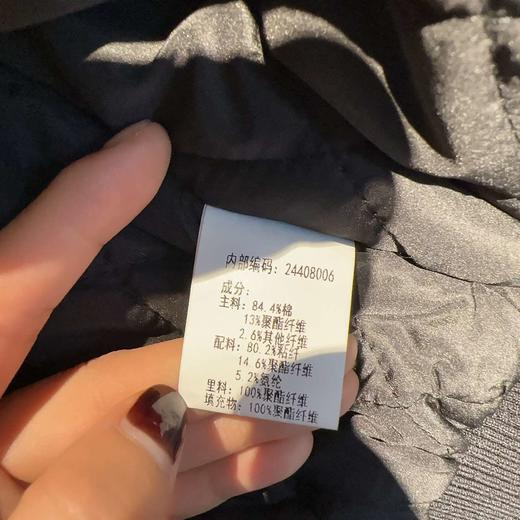 内部编码: 24408006
成分:
主料: 84.4%棉
13%聚酯纤维
2.6%其他纤维
配料: 80.2%粘纤
14.6%聚酯纤维
5.2%氨纶
里料: 100%聚酯纤维
填充物: 100%聚酯纤维